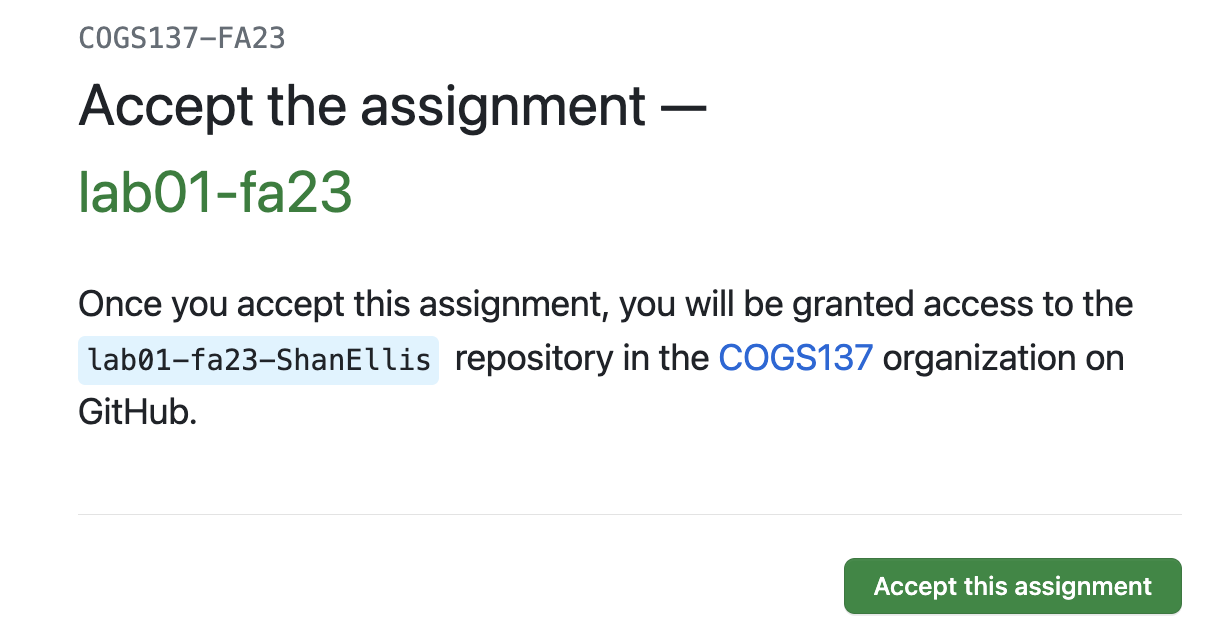 COGS137-FA23
Accept the assignment —
lab01-fa23
Once you accept this assignment, you will be granted access to the
lab01-fa23-ShanEllis repository in the COGS137 organization on
GitHub.
Accept this assignment